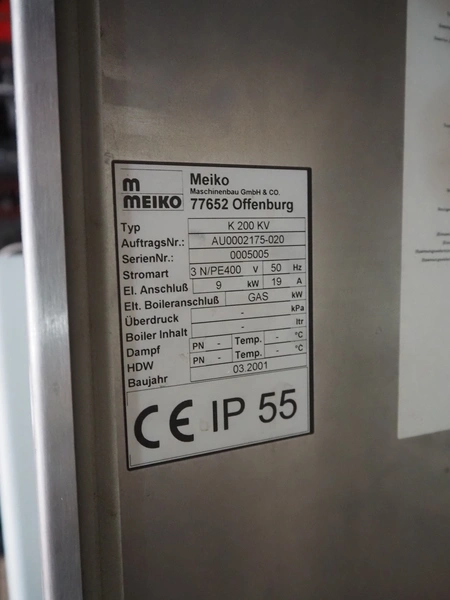 m
MEIKO
Meiko
Maschinenbau GmbH & CO.
77652 Offenburg
Typ K 200 KV
AuftragsNr.: AU0002175-020
SerienNr.: 0005005
Stromart 3 N/PE400 V 50 Hz
El. Anschluß 9 kW 19 A
Elt. Boileranschluß GAS kW
Überdruck - kPa
Boiler Inhalt - ltr
Dampf PN - Temp. - °C
HDW PN - Temp. - °C
Baujahr 03.2001
CE IP 55